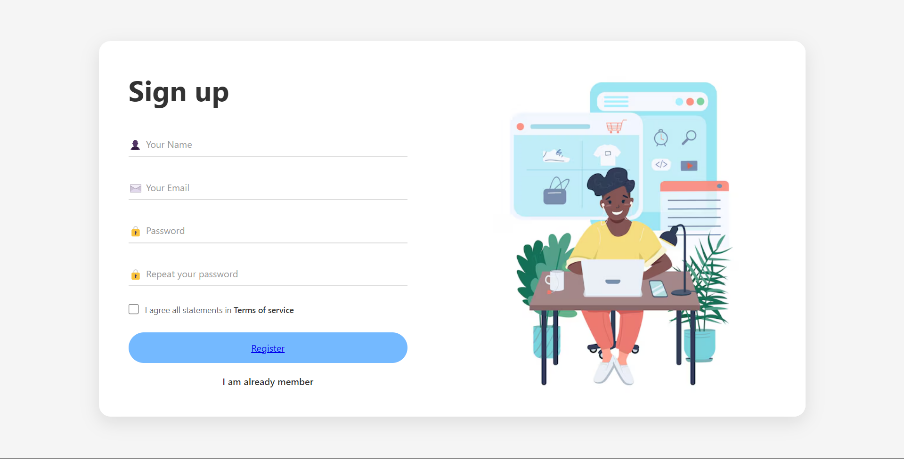 Sign up
Your Name
Your Email
Password
Repeat your password
I agree all statements in Terms of service
Register
I am already member